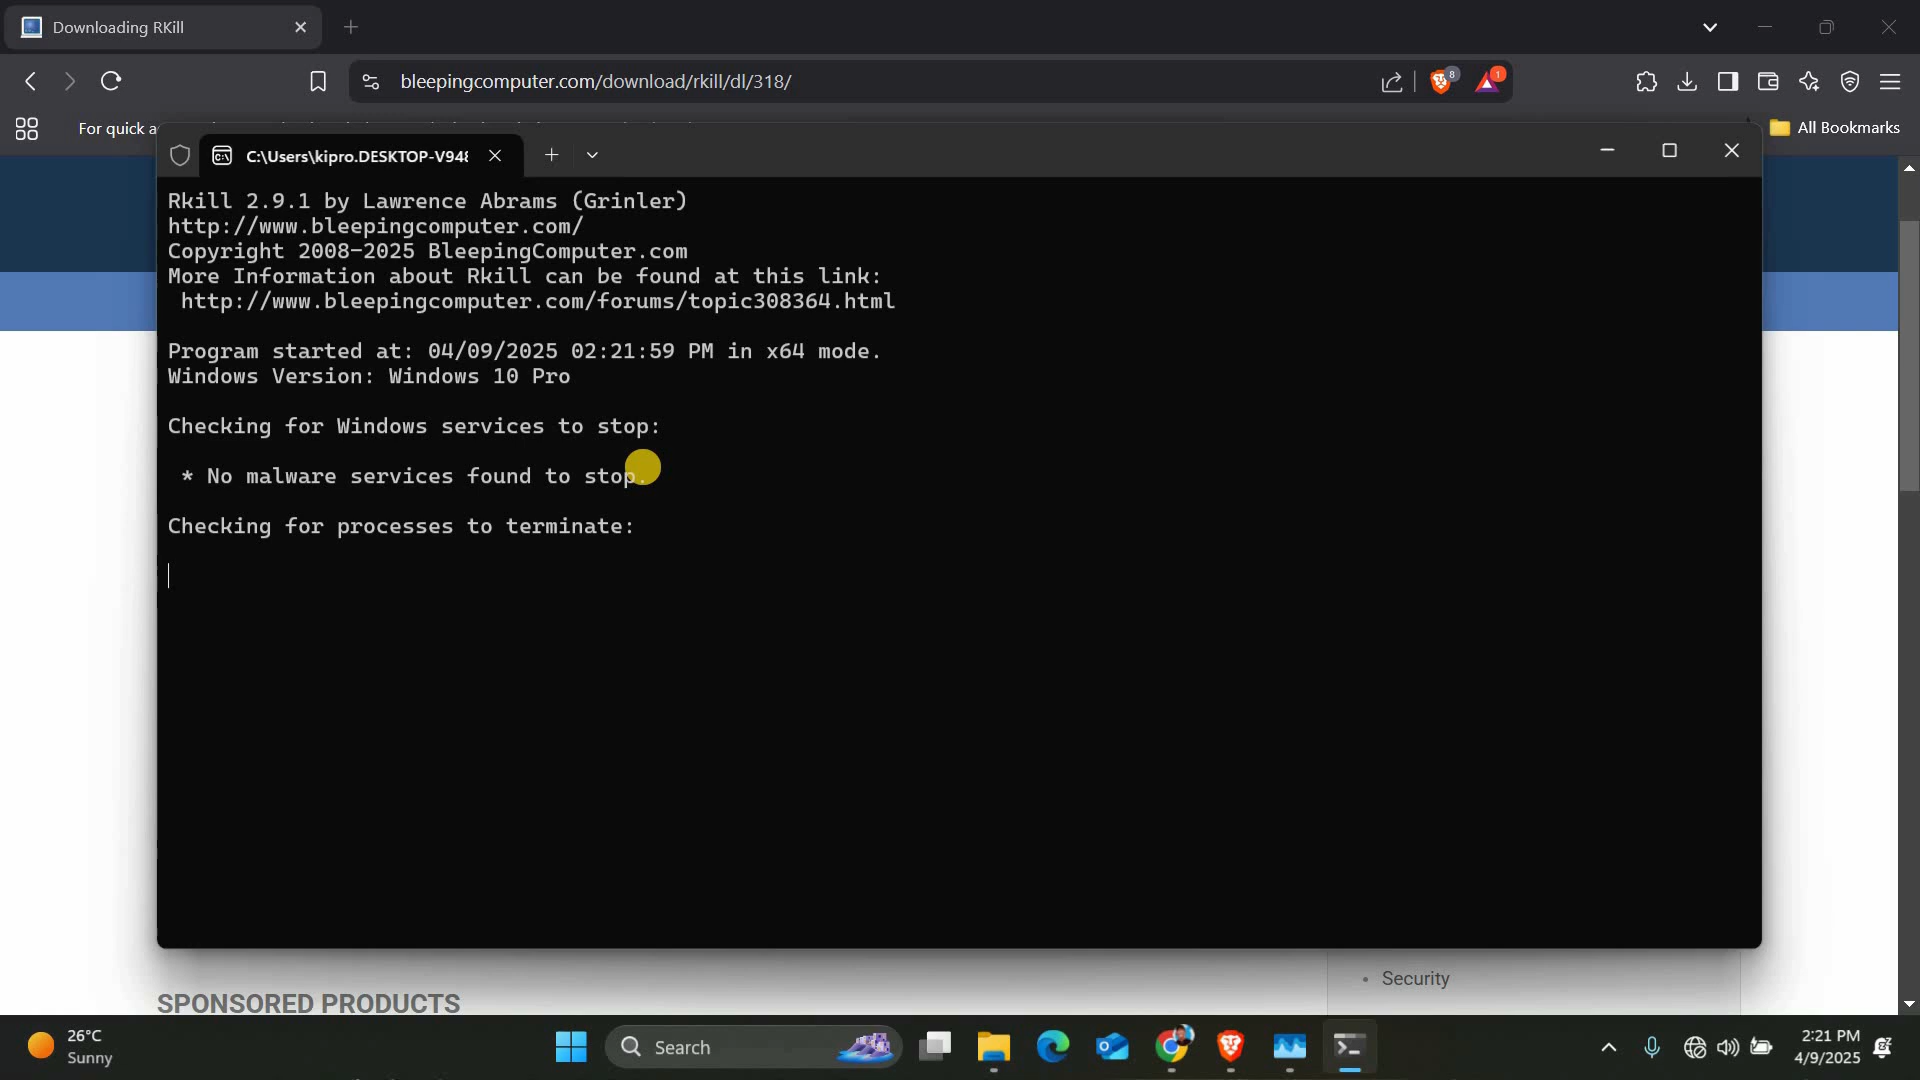 Downloading RKill
bleepingcomputer.com/download/rkill/dl/318/
8
1
For quick a
All Bookmarks
C:\Users\kipro.DESKTOP-V948
Rkill 2.9.1 by Lawrence Abrams (Grinler)
http://www.bleepingcomputer.com/
Copyright 2008-2025 BleepingComputer.com
More Information about Rkill can be found at this link:
http://www.bleepingcomputer.com/forums/topic308364.html
Program started at: 04/09/2025 02:21:59 PM in x64 mode.
Windows Version: Windows 10 Pro
Checking for Windows services to stop:
* No malware services found to stop.
Checking for processes to terminate:
Security
SPONSORED PRODUCTS
26°C
Sunny
Search
2:21 PM
4/9/2025